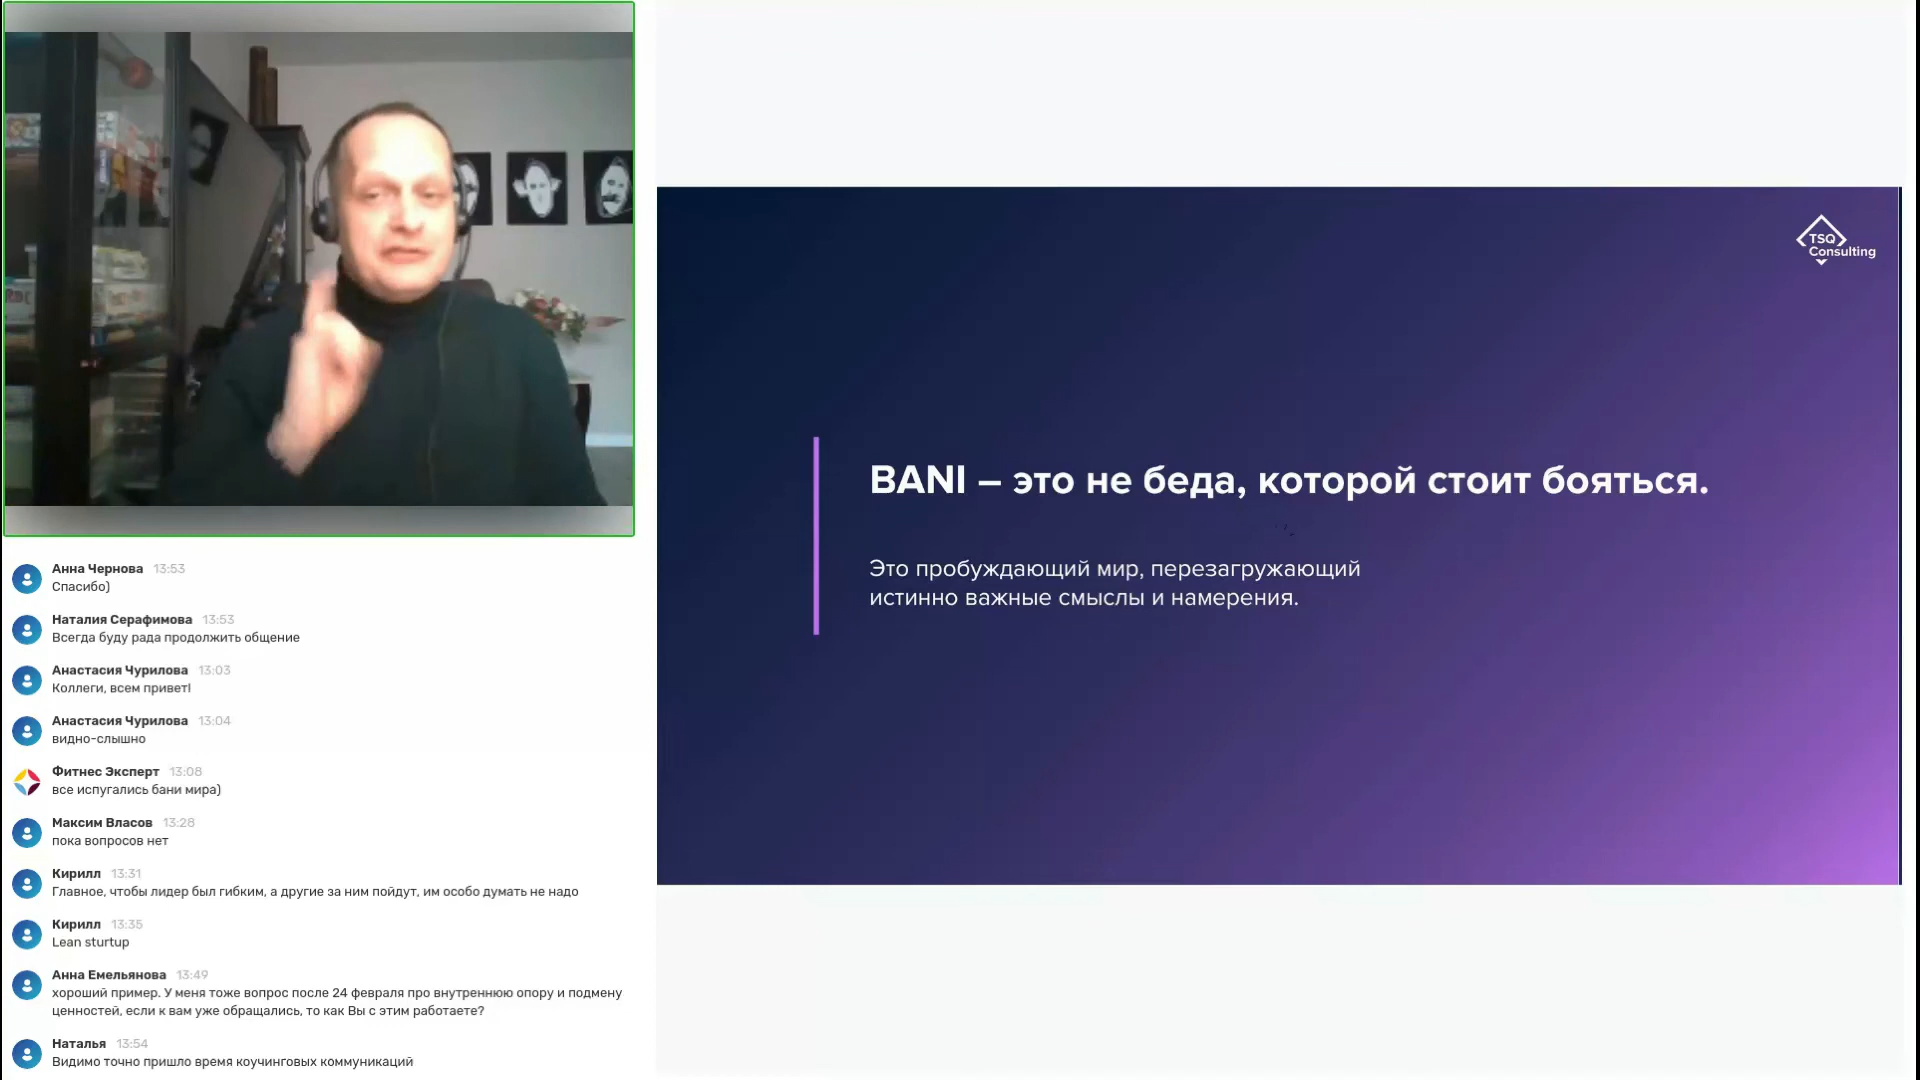 TSQ
Consulting
BANI – это не беда, которой стоит бояться.
Это пробуждающий мир, перезагружающий
истинно важные смыслы и намерения.
Анна Чернова 13:53
Спасибо)
Наталия Серафимова 13:53
Всегда буду рада продолжить общение
Анастасия Чурилова 13:03
Коллеги, всем привет!
Анастасия Чурилова 13:04
видно-слышно
Фитнес Эксперт 13:08
все испугались бани мира)
Максим Власов 13:28
пока вопросов нет
Кирилл 13:31
Главное, чтобы лидер был гибким, а другие за ним пойдут, им особо думать не надо
Кирилл 13:35
Lean sturtup
Анна Емельянова 13:49
хороший пример. У меня тоже вопрос после 24 февраля про внутреннюю опору и подмену
ценностей, если к вам уже обращались, то как Вы с этим работаете?
Наталья 13:54
Видимо точно пришло время коучинговых коммуникаций